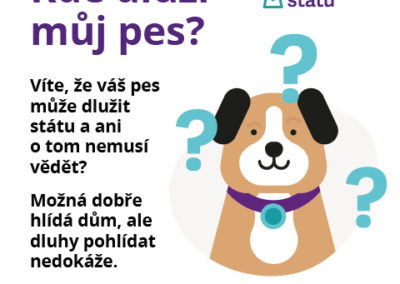 můj pes?
státu
Víte, že váš pes
může dlužit
státu a ani
o tom nemusí
vědět?
Možná dobře
hlídá dům, ale
dluhy pohlídat
nedokáže.
? ? ?